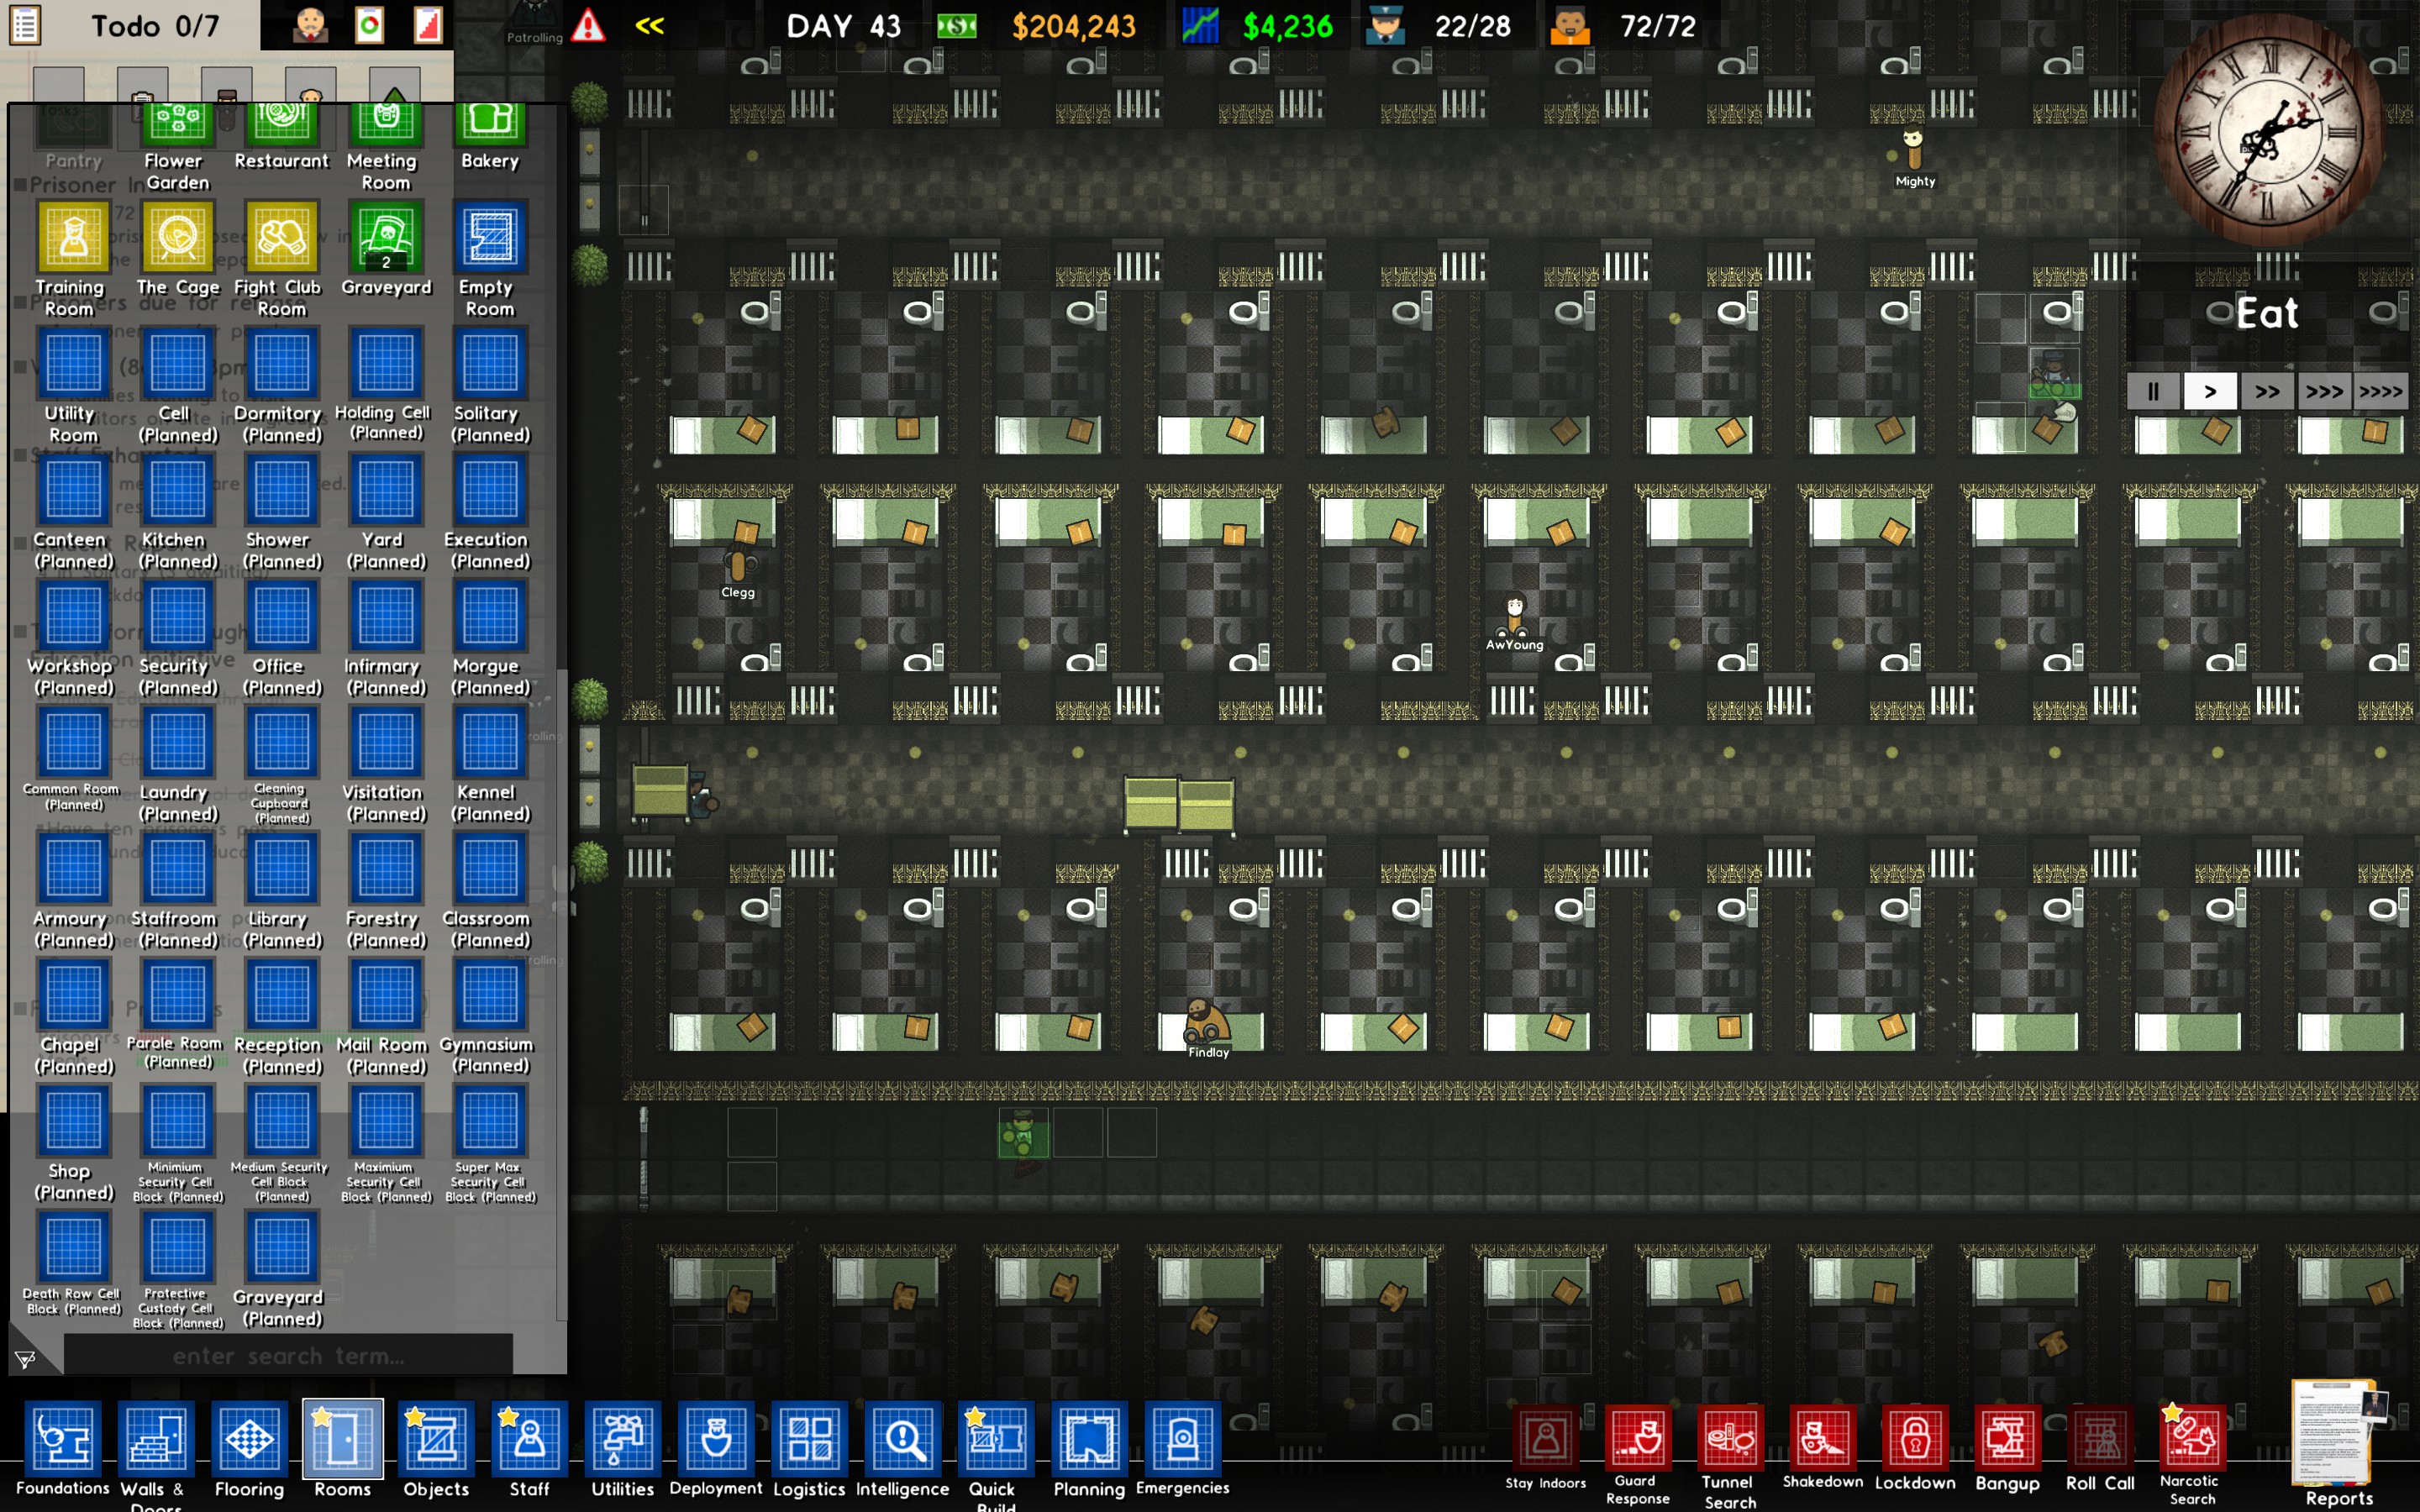 Todo 0/7
Patrolling
<<
DAY 43
$204,243
$4,236
22/28
72/72
Pantry
Flower Garden
Restaurant
Meeting Room
Bakery
Training Room
The Cage
Fight Club Room
2
Graveyard
Empty Room
Utility Room
Cell (Planned)
Dormitory (Planned)
Holding Cell (Planned)
Solitary (Planned)
Canteen (Planned)
Kitchen (Planned)
Shower (Planned)
Yard (Planned)
Execution (Planned)
Workshop (Planned)
Security (Planned)
Office (Planned)
Infirmary (Planned)
Morgue (Planned)
Common Room (Planned)
Laundry (Planned)
Cleaning Cupboard (Planned)
Visitation (Planned)
Kennel (Planned)
Armoury (Planned)
Staffroom (Planned)
Library (Planned)
Forestry (Planned)
Classroom (Planned)
Chapel (Planned)
Parole Room (Planned)
Reception (Planned)
Mail Room (Planned)
Gymnasium (Planned)
Shop (Planned)
Minimium Security Cell Block (Planned)
Medium Security Cell Block (Planned)
Maximium Security Cell Block (Planned)
Super Max Security Cell Block (Planned)
Death Row Cell Block (Planned)
Protective Custody Cell Block (Planned)
Graveyard (Planned)
enter search term...
Mighty
Clegg
AwYoung
Findlay
Eat
II
>
>>
>>>
>>>>
Foundations
Walls & Doors
Flooring
Rooms
Objects
Staff
Utilities
Deployment
Logistics
Intelligence
Quick Build
Planning
Emergencies
Stay Indoors
Guard Response
Tunnel Search
Shakedown
Lockdown
Bangup
Roll Call
Narcotic Search
Reports